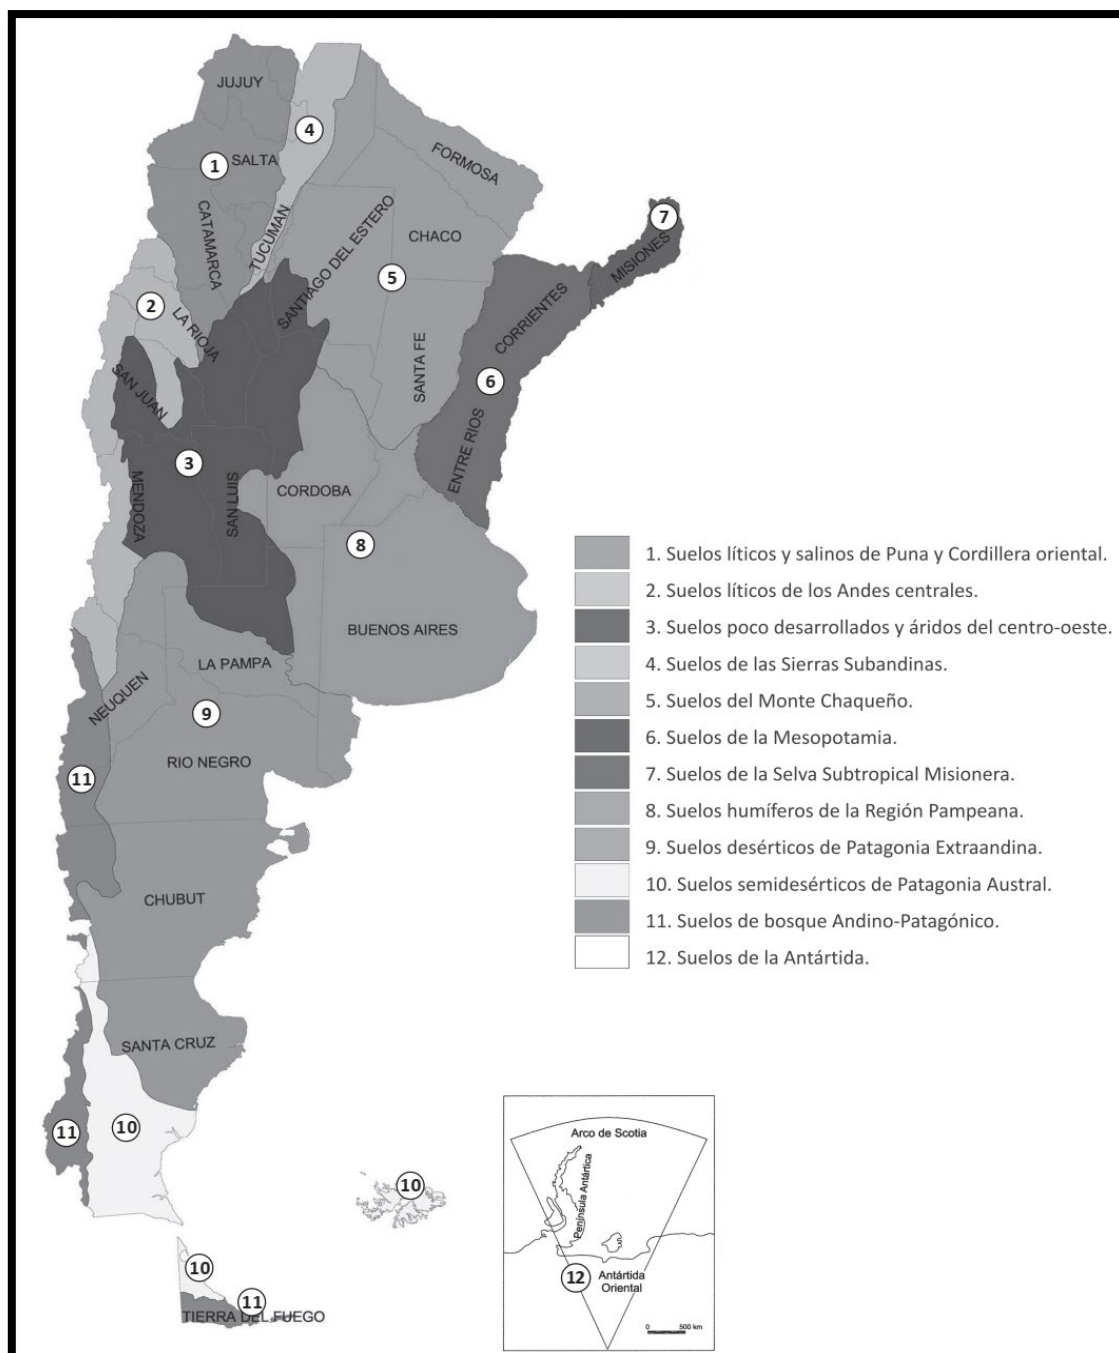 JUJUY
4
FORMOSA
1
SALTA
7
CATAMARCA
TUCUMAN
SANTIAGO DEL ESTERO
CHACO
MISIONES
5
2
LA RIOJA
CORRIENTES
SANTA FE
SAN JUAN
6
ENTRE RIOS
3
MENDOZA
SAN LUIS
CORDOBA
8
BUENOS AIRES
LA PAMPA
NEUQUEN
9
RIO NEGRO
11
CHUBUT
SANTA CRUZ
10
11
10
10
11
TIERRA DEL FUEGO
1. Suelos líticos y salinos de Puna y Cordillera oriental.
2. Suelos líticos de los Andes centrales.
3. Suelos poco desarrollados y áridos del centro-oeste.
4. Suelos de las Sierras Subandinas.
5. Suelos del Monte Chaqueño.
6. Suelos de la Mesopotamia.
7. Suelos de la Selva Subtropical Misionera.
8. Suelos humíferos de la Región Pampeana.
9. Suelos desérticos de Patagonia Extraandina.
10. Suelos semidesérticos de Patagonia Austral.
11. Suelos de bosque Andino-Patagónico.
12. Suelos de la Antártida.
Arco de Scotia
Península Antártica
12
Antártida
Oriental
0 500 km